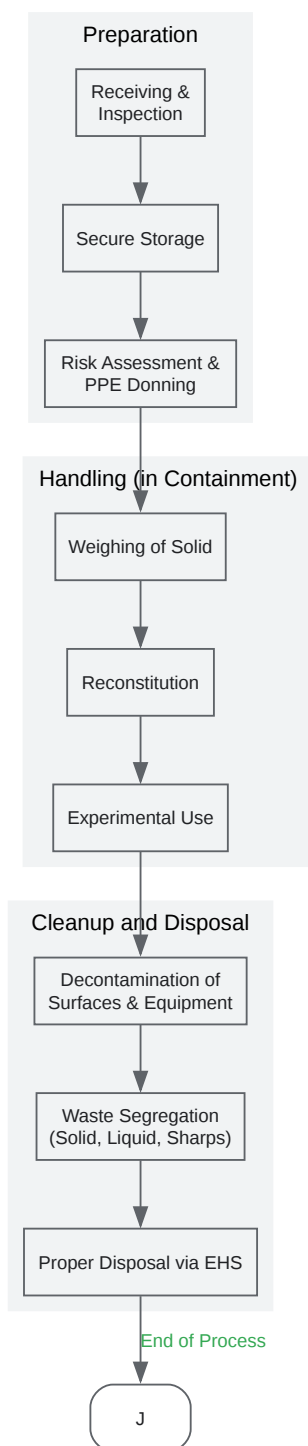 Preparation
Receiving &
Inspection
Secure Storage
Risk Assessment &
PPE Donning
Handling (in Containment)
Weighing of Solid
Reconstitution
Experimental Use
Cleanup and Disposal
Decontamination of
Surfaces & Equipment
Waste Segregation
(Solid, Liquid, Sharps)
Proper Disposal via EHS
End of Process
J